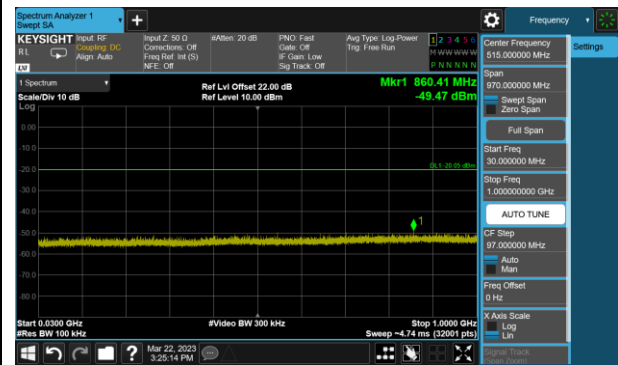 Spectrum Analyzer 1
Swept SA
+
Frequency
KEYSIGHT
RL
LXI
Input: RF
Coupling: DC
Align: Auto
Input Z: 50 Ω
Corrections: Off
Freq Ref: Int (S)
NFE: Off
#Atten: 20 dB
PNO: Fast
Gate: Off
IF Gain: Low
Sig Track: Off
Avg Type: Log-Power
Trig: Free Run
1 2 3 4 5 6
M W W W W W
P N N N N N
Center Frequency
515.000000 MHz
Settings
1 Spectrum
Scale/Div 10 dB
Log
Ref Lvl Offset 22.00 dB
Ref Level 10.00 dBm
Mkr1 860.41 MHz
-49.47 dBm
Span
970.000000 MHz
Swept Span
Zero Span
Full Span
Start Freq
30.000000 MHz
Stop Freq
1.000000000 GHz
AUTO TUNE
CF Step
97.000000 MHz
Auto
Man
Freq Offset
0 Hz
X Axis Scale
Log
Lin
Signal Track
(Span Zoom)
0.00
-10.0
-20.0
-30.0
-40.0
-50.0
-60.0
-70.0
-80.0
DL1 -20.05 dBm
1
Start 0.0300 GHz
#Res BW 100 kHz
#Video BW 300 kHz
Stop 1.0000 GHz
Sweep ~4.74 ms (32001 pts)
?
Mar 22, 2023
3:25:14 PM